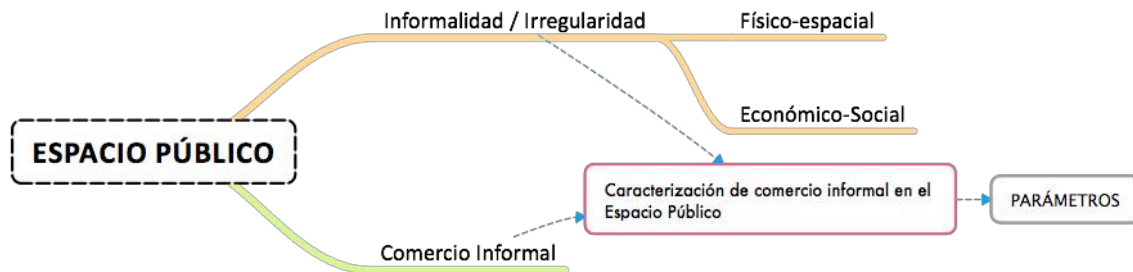 Informalidad / Irregularidad
Físico-espacial
Económico-Social
ESPACIO PÚBLICO
Caracterización de comercio informal en el
Espacio Público
PARÁMETROS
Comercio Informal